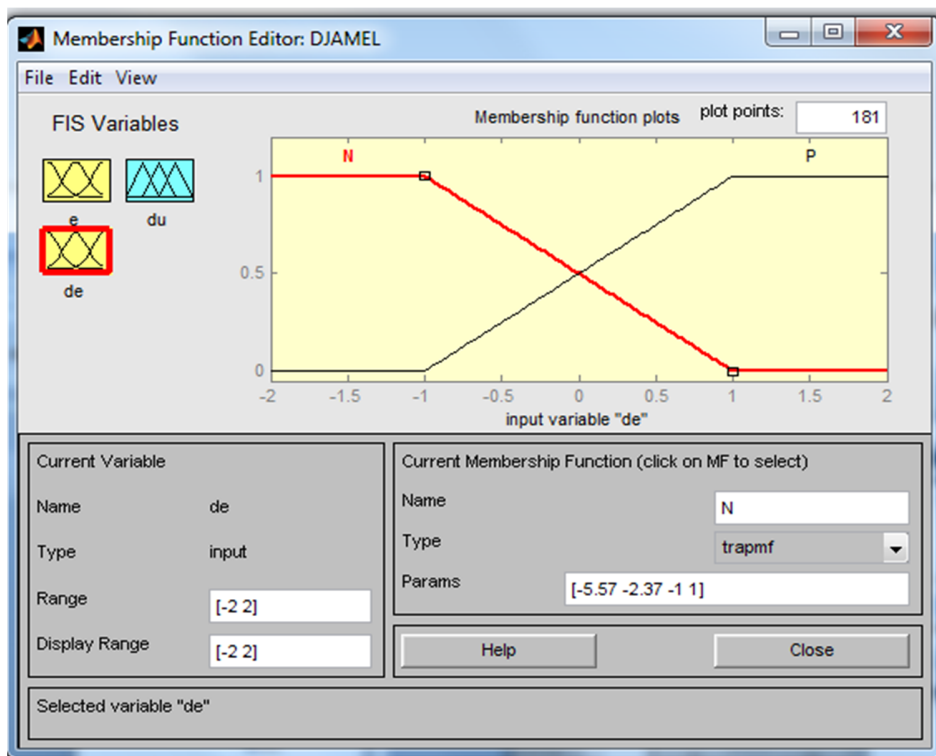 Membership Function Editor: DJAMEL
File Edit View
FIS Variables
e
du
de
Membership function plots
plot points:
181
N
P
1
0.5
0
-2 -1.5 -1 -0.5 0 0.5 1 1.5 2
input variable "de"
Current Variable
Name de
Type input
Range [-2 2]
Display Range [-2 2]
Current Membership Function (click on MF to select)
Name N
Type trapmf
Params [-5.57 -2.37 -1 1]
Help Close
Selected variable "de"